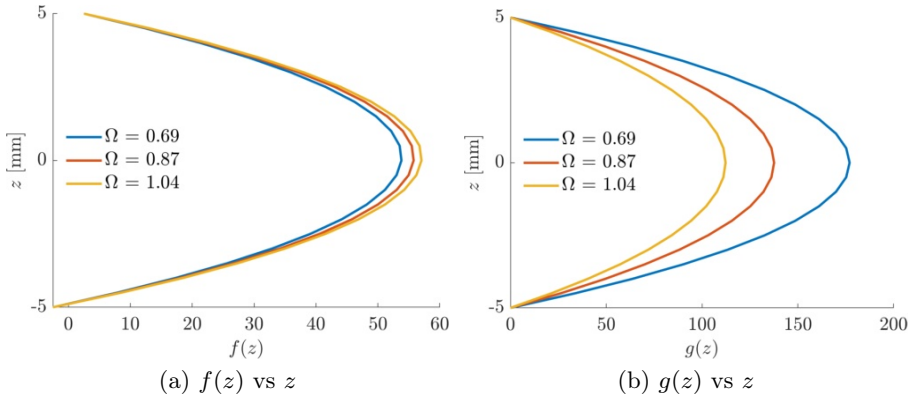 5
0
-5
z [mm]
Ω = 0.69
Ω = 0.87
Ω = 1.04
0 10 20 30 40 50 60
f(z)
(a) f(z) vs z
5
0
-5
z [mm]
Ω = 0.69
Ω = 0.87
Ω = 1.04
0 50 100 150 200
g(z)
(b) g(z) vs z